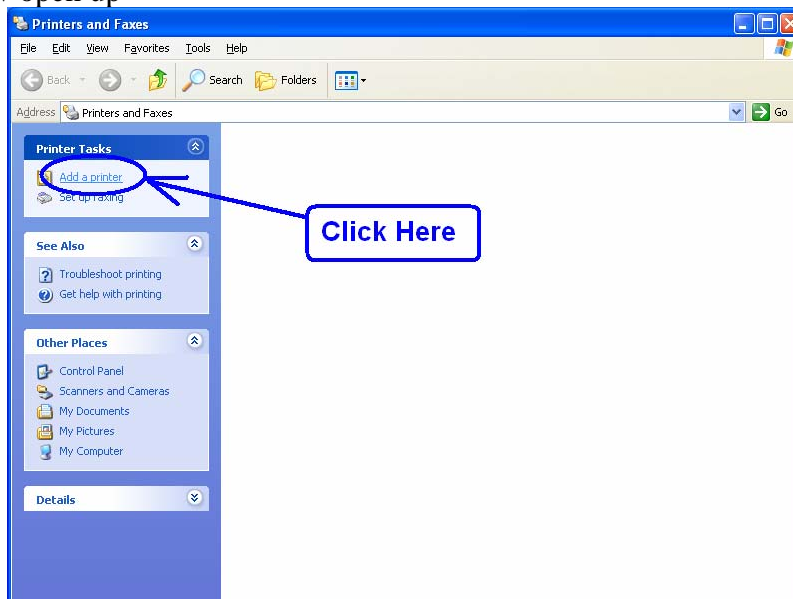 open up
Printers and Faxes
File Edit View Favorites Tools Help
Back Search Folders
Address Printers and Faxes Go
Printer Tasks
Add a printer
Set up faxing
Click Here
See Also
Troubleshoot printing
Get help with printing
Other Places
Control Panel
Scanners and Cameras
My Documents
My Pictures
My Computer
Details